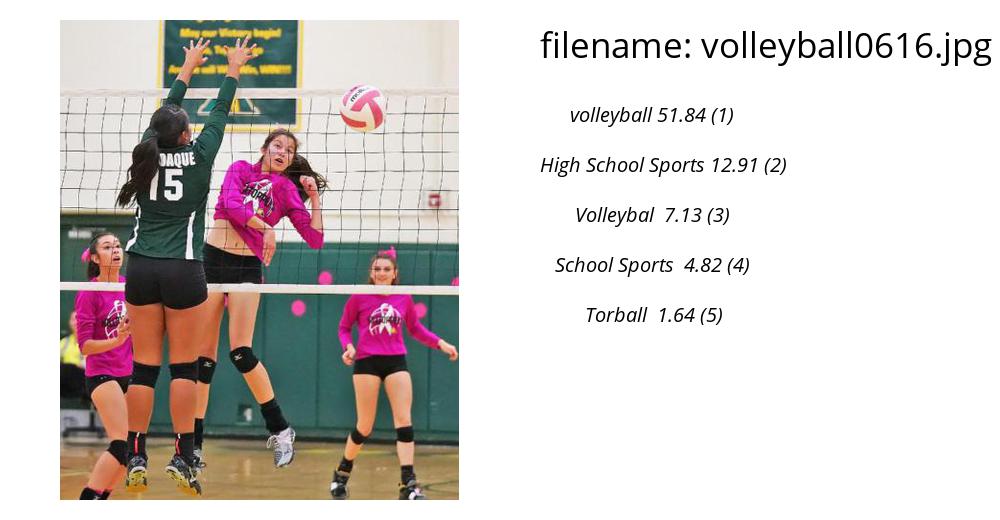 May our Victory begin!
filename: volleyball0616.jpg
volleyball 51.84 (1)
High School Sports 12.91 (2)
15
Volleybal 7.13 (3)
School Sports 4.82 (4)
Torball 1.64 (5)